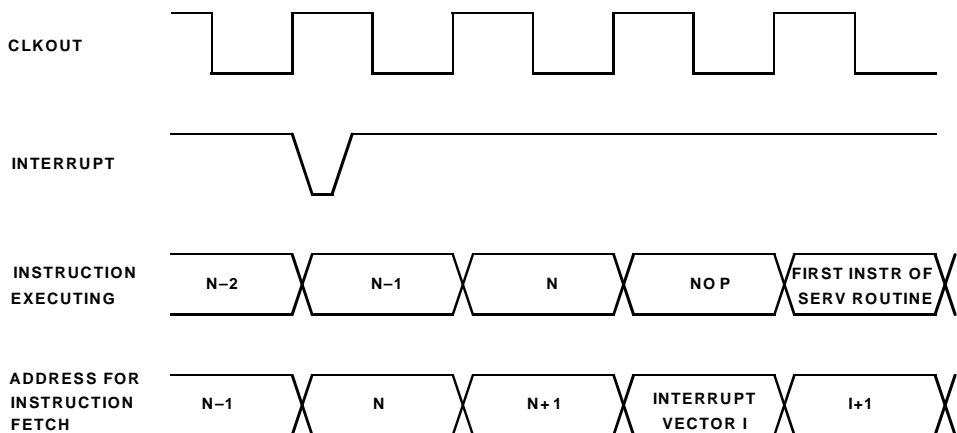 CLKOUT
INTERRUPT
INSTRUCTION
EXECUTING
N–2
N–1
N
NOP
FIRST INSTR OF
SERV ROUTINE
ADDRESS FOR
INSTRUCTION
FETCH
N–1
N
N+1
INTERRUPT
VECTOR I
I+1